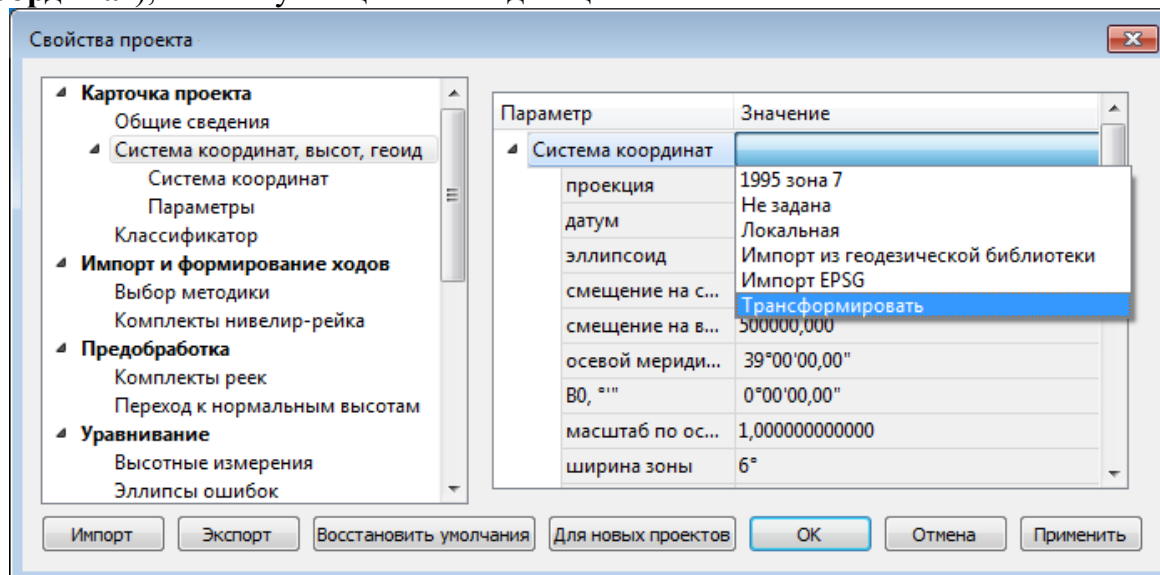 Свойства проекта
Карточка проекта
Общие сведения
Система координат, высот, геоид
Система координат
Параметры
Классификатор
Импорт и формирование ходов
Выбор методики
Комплекты нивелир-рейка
Предобработка
Комплекты реек
Переход к нормальным высотам
Уравнивание
Высотные измерения
Эллипсы ошибок
Параметр Значение
Система координат
проекция
датум
эллипсоид
смещение на с...
смещение на в... 500000,000
осевой мериди... 39°00'00,00"
B0, °'" 0°00'00,00"
масштаб по ос... 1,000000000000
ширина зоны 6°
1995 зона 7
Не задана
Локальная
Импорт из геодезической библиотеки
Импорт EPSG
Трансформировать
Импорт Экспорт Восстановить умолчания Для новых проектов OK Отмена Применить